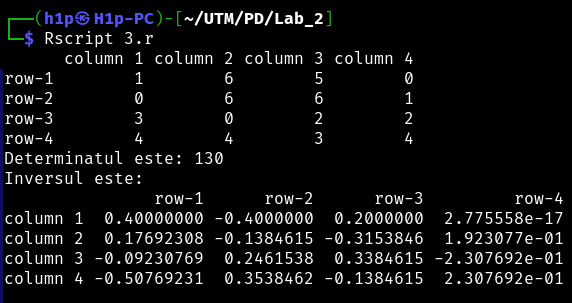 ┌──(h1p㉿H1p-PC)-[~/UTM/PD/Lab_2]
└─$ Rscript 3.r
      column 1 column 2 column 3 column 4
row-1        1        6        5        0
row-2        0        6        6        1
row-3        3        0        2        2
row-4        4        4        3        4
Determinatul este: 130
Inversul este:
               row-1      row-2      row-3         row-4
column 1  0.40000000 -0.4000000  0.2000000  2.775558e-17
column 2  0.17692308 -0.1384615 -0.3153846  1.923077e-01
column 3 -0.09230769  0.2461538  0.3384615 -2.307692e-01
column 4 -0.50769231  0.3538462 -0.1384615  2.307692e-01